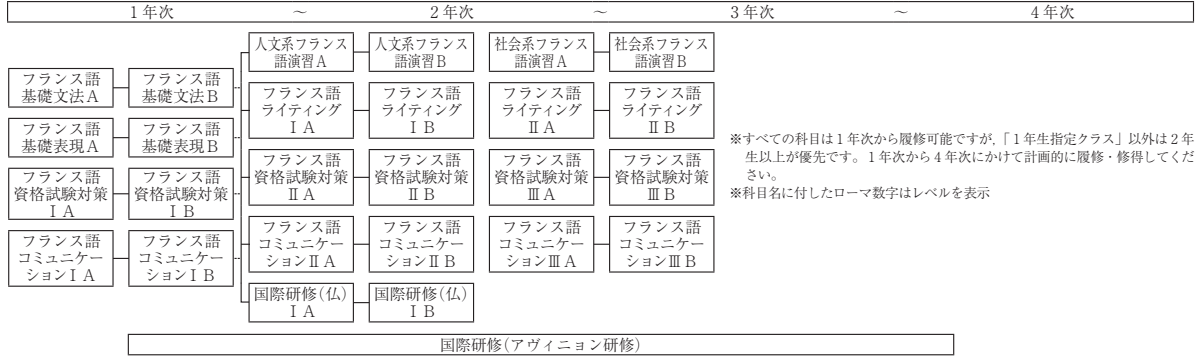 1年次 ～ 2年次 ～ 3年次 ～ 4年次
人文系フランス
語演習A
人文系フランス
語演習B
社会系フランス
語演習A
社会系フランス
語演習B
フランス語
基礎文法A
フランス語
基礎文法B
フランス語
ライティング
ⅠA
フランス語
ライティング
ⅠB
フランス語
ライティング
ⅡA
フランス語
ライティング
ⅡB
フランス語
基礎表現A
フランス語
基礎表現B
フランス語
資格試験対策
ⅠA
フランス語
資格試験対策
ⅠB
フランス語
資格試験対策
ⅡA
フランス語
資格試験対策
ⅡB
フランス語
資格試験対策
ⅢA
フランス語
資格試験対策
ⅢB
フランス語
コミュニケー
ションⅠA
フランス語
コミュニケー
ションⅠB
フランス語
コミュニケー
ションⅡA
フランス語
コミュニケー
ションⅡB
フランス語
コミュニケー
ションⅢA
フランス語
コミュニケー
ションⅢB
国際研修(仏)
ⅠA
国際研修(仏)
ⅠB
国際研修(アヴィニョン研修)
※すべての科目は1年次から履修可能ですが,「1年生指定クラス」以外は2年
生以上が優先です。1年次から4年次にかけて計画的に履修・修得してくだ
さい。
※科目名に付したローマ数字はレベルを表示